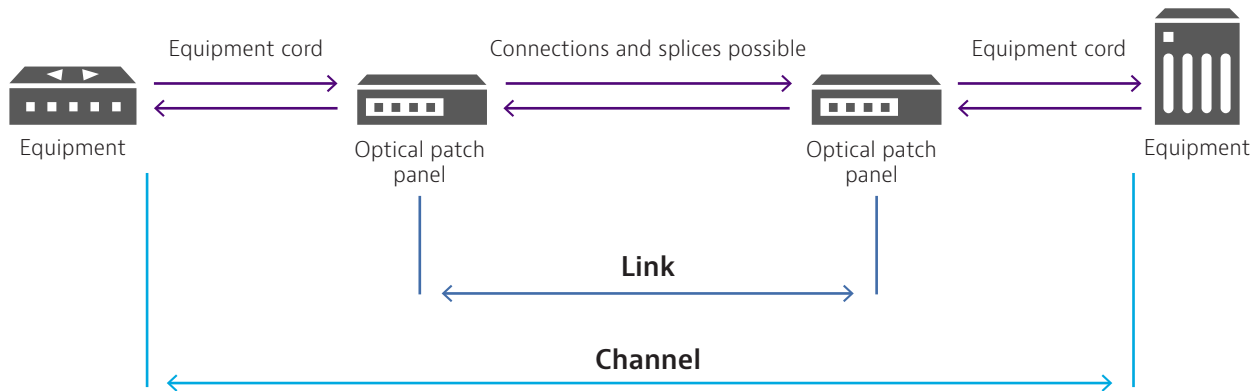 Equipment cord
Connections and splices possible
Equipment cord
Equipment
Optical patch
panel
Optical patch
panel
Equipment
Link
Channel